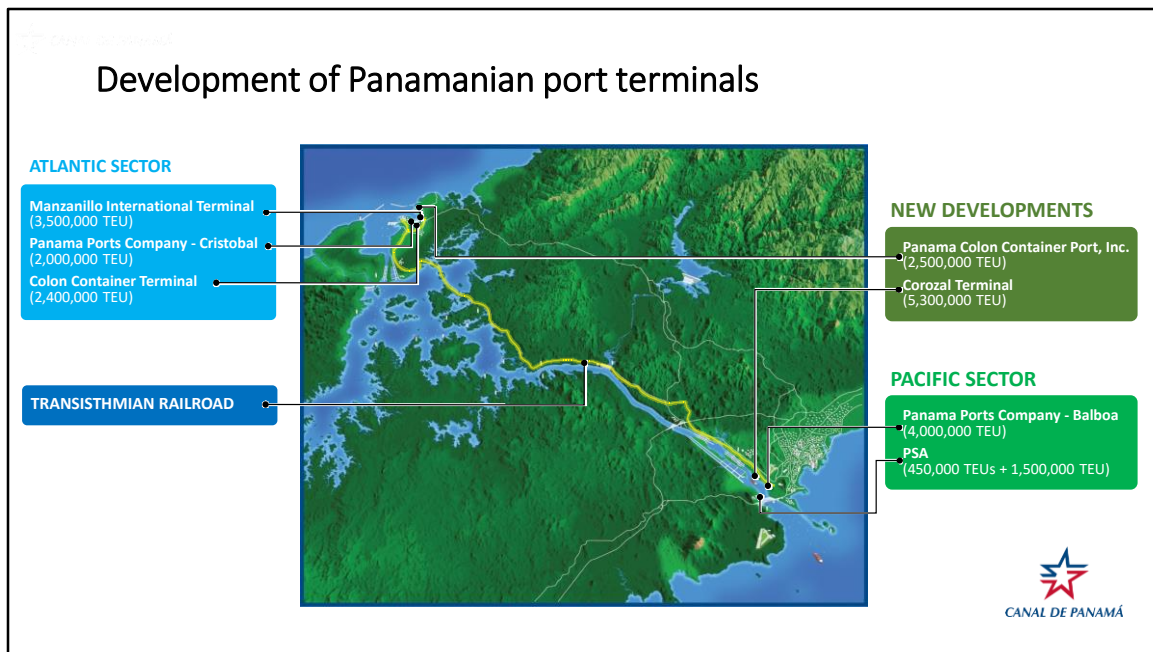 Development of Panamanian port terminals
ATLANTIC SECTOR
Manzanillo International Terminal
(3,500,000 TEU)
Panama Ports Company - Cristobal
(2,000,000 TEU)
Colon Container Terminal
(2,400,000 TEU)
TRANSISTHMIAN RAILROAD
NEW DEVELOPMENTS
Panama Colon Container Port, Inc.
(2,500,000 TEU)
Corozal Terminal
(5,300,000 TEU)
PACIFIC SECTOR
Panama Ports Company - Balboa
(4,000,000 TEU)
PSA
(450,000 TEUs + 1,500,000 TEU)
CANAL DE PANAMÁ